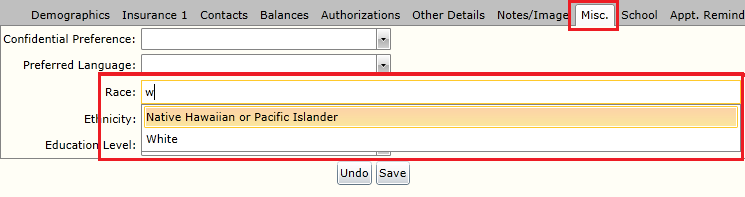 Demographics Insurance 1 Contacts Balances Authorizations Other Details Notes/Image Misc. School Appt. Remind
Confidential Preference:
Preferred Language:
Race: w
Native Hawaiian or Pacific Islander
Ethnicity:
White
Education Level:
Undo Save